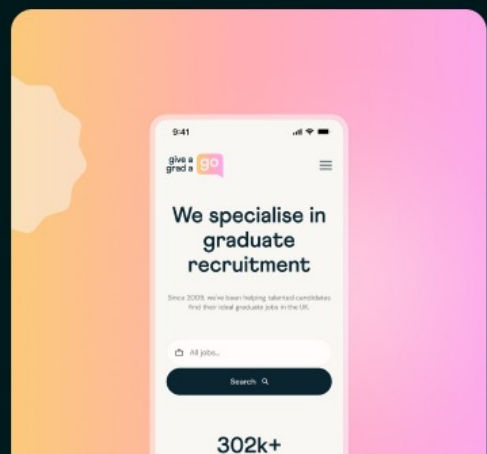 9:41
give a
grad a go
We specialise in
graduate
recruitment
Since 2009, we've been helping talented candidates
find their ideal graduate jobs in the UK.
All jobs...
Search
302k+